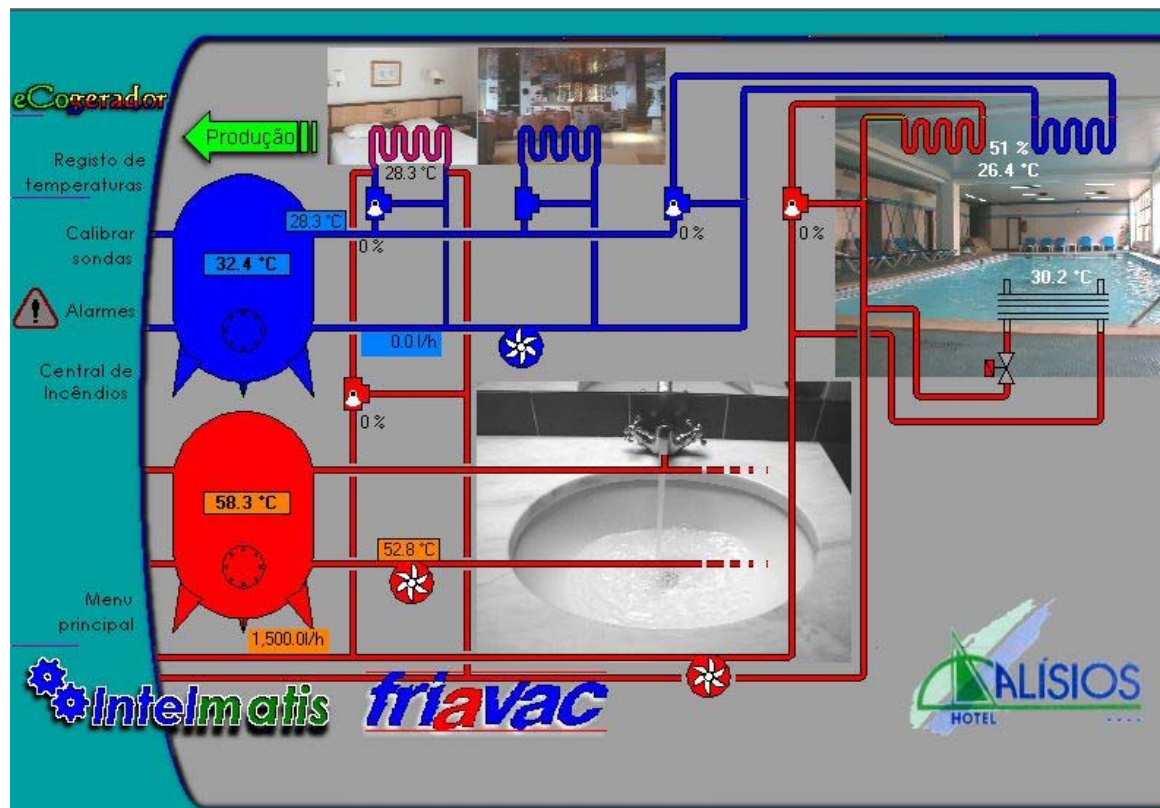 eCogerador
Produção
Registo de
temperaturas
Calibrar
sondas
Alarmes
Central de
Incêndios
Menu
principal
28.3 °C
28.3 °C
32.4 °C
0 %
0 %
0 %
51 %
26.4 °C
30.2 °C
0.0 l/h
0 %
58.3 °C
52.8 °C
1,500.0l/h
Intelmatis
friavac
ALÍSIOS
HOTEL